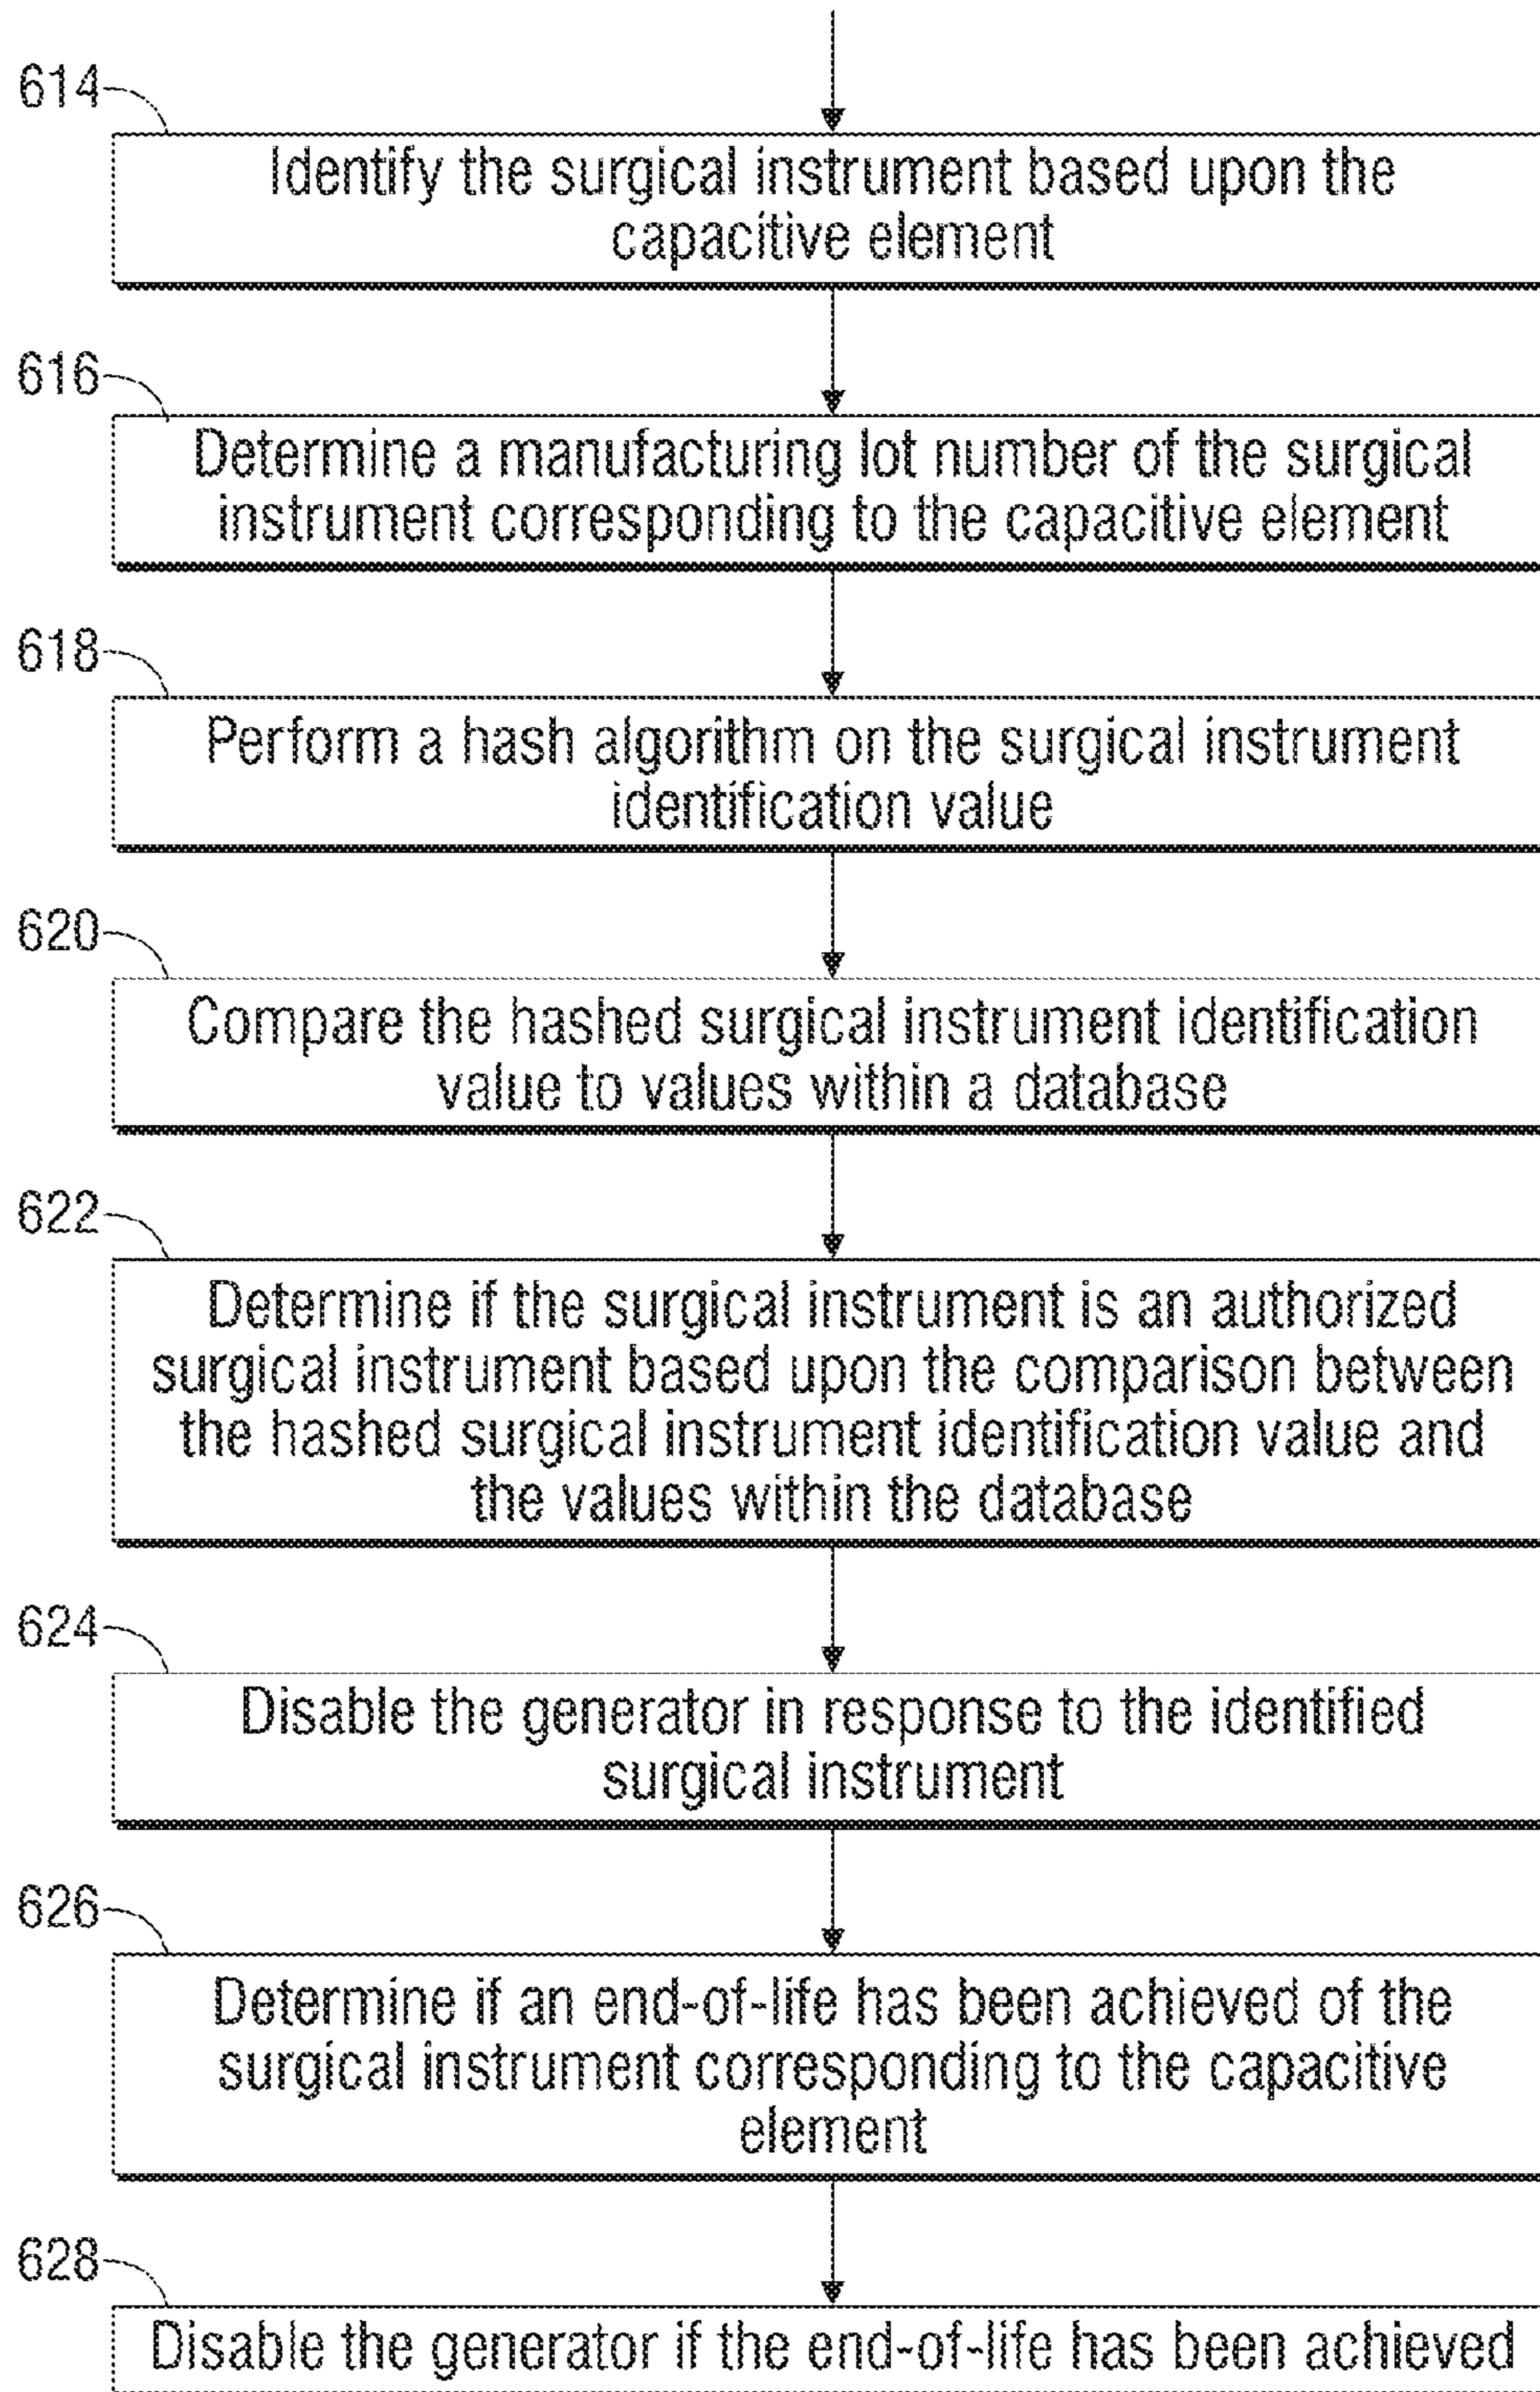 614
Identify the surgical instrument based upon the
capacitive element
616
Determine a manufacturing lot number of the surgical
instrument corresponding to the capacitive element
618
Perform a hash algorithm on the surgical instrument
identification value
620
Compare the hashed surgical instrument identification
value to values within a database
622
Determine if the surgical instrument is an authorized
surgical instrument based upon the comparison between
the hashed surgical instrument identification value and
the values within the database
624
Disable the generator in response to the identified
surgical instrument
626
Determine if an end-of-life has been achieved of the
surgical instrument corresponding to the capacitive
element
628
Disable the generator if the end-of-life has been achieved